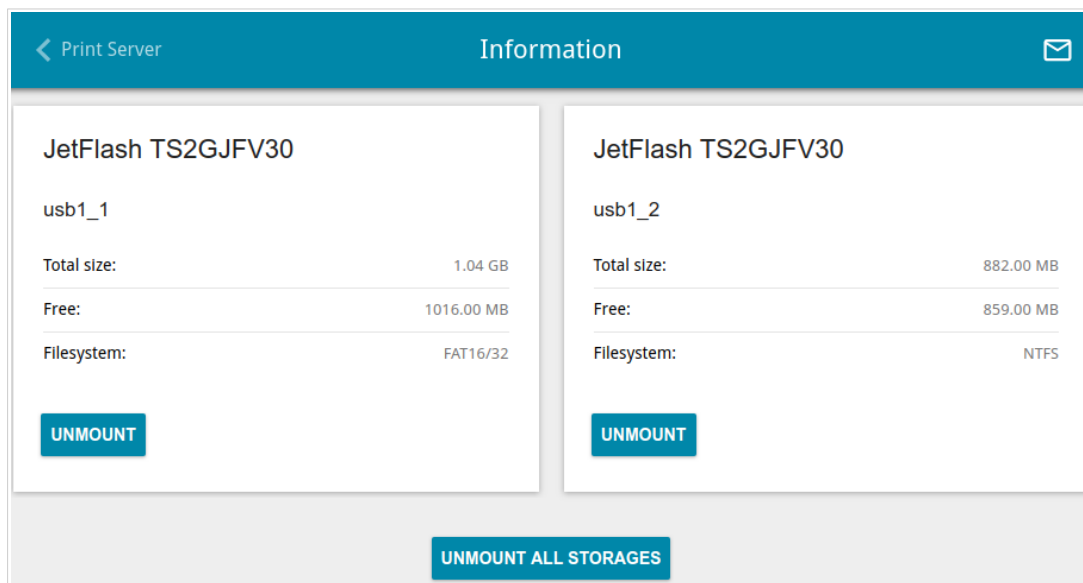 Print Server
Information
JetFlash TS2GJFV30
usb1_1
Total size: 1.04 GB
Free: 1016.00 MB
Filesystem: FAT16/32
UNMOUNT
JetFlash TS2GJFV30
usb1_2
Total size: 882.00 MB
Free: 859.00 MB
Filesystem: NTFS
UNMOUNT
UNMOUNT ALL STORAGES